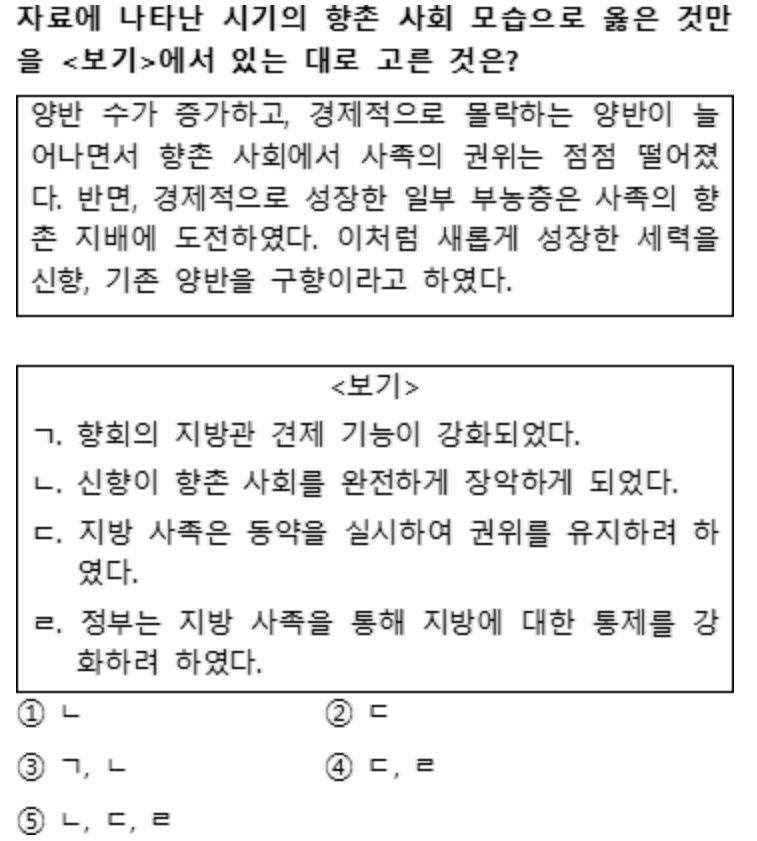 자료에 나타난 시기의 향촌 사회 모습으로 옳은 것만
을 <보기>에서 있는 대로 고른 것은?
양반 수가 증가하고, 경제적으로 몰락하는 양반이 늘
어나면서 향촌 사회에서 사족의 권위는 점점 떨어졌
다. 반면, 경제적으로 성장한 일부 부농층은 사족의 향
촌 지배에 도전하였다. 이처럼 새롭게 성장한 세력을
신향, 기존 양반을 구향이라고 하였다.
<보기>
ㄱ. 향회의 지방관 견제 기능이 강화되었다.
ㄴ. 신향이 향촌 사회를 완전하게 장악하게 되었다.
ㄷ. 지방 사족은 동약을 실시하여 권위를 유지하려 하
였다.
ㄹ. 정부는 지방 사족을 통해 지방에 대한 통제를 강
화하려 하였다.
① ㄴ ② ㄷ
③ ㄱ, ㄴ ④ ㄷ, ㄹ
⑤ ㄴ, ㄷ, ㄹ